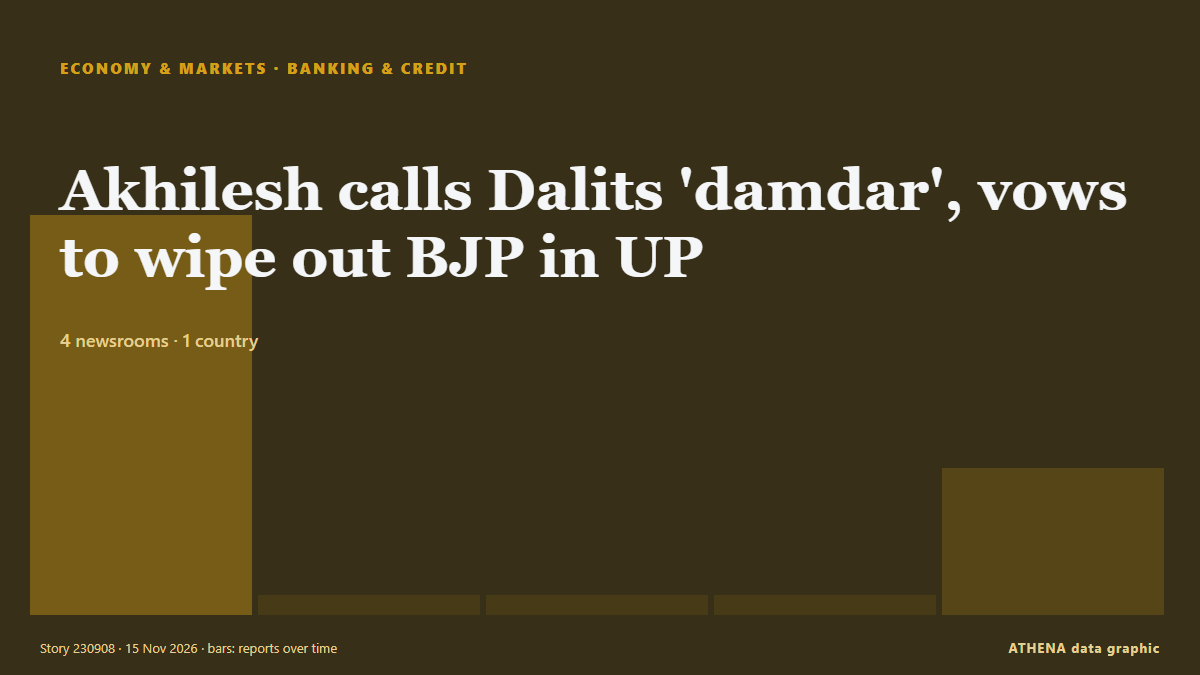 ECONOMY & MARKETS · BANKING & CREDIT
Akhilesh calls Dalits 'damdar', vows
to wipe out BJP in UP
4 newsrooms · 1 country
Story 230908 · 15 Nov 2026 · bars: reports over time
ATHENA data graphic